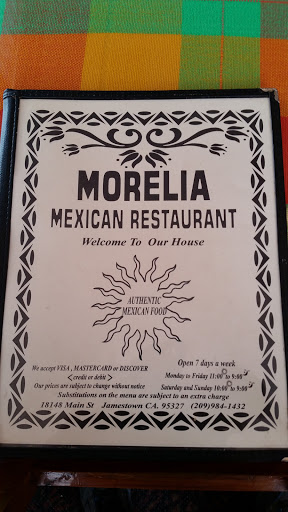 MORELIA
MEXICAN RESTAURANT
Welcome To Our House
AUTHENTIC
MEXICAN FOOD
We accept VISA, MASTERCARD or DISCOVER
< credit or debit >
Our prices are subject to change without notice
Open 7 days a week
Monday to Friday 11:00 to 9:00
Saturday and Sunday 10:00 to 9:00
Substitutions on the menu are subject to an extra charge
18148 Main St Jamestown CA. 95327 (209)984-1432